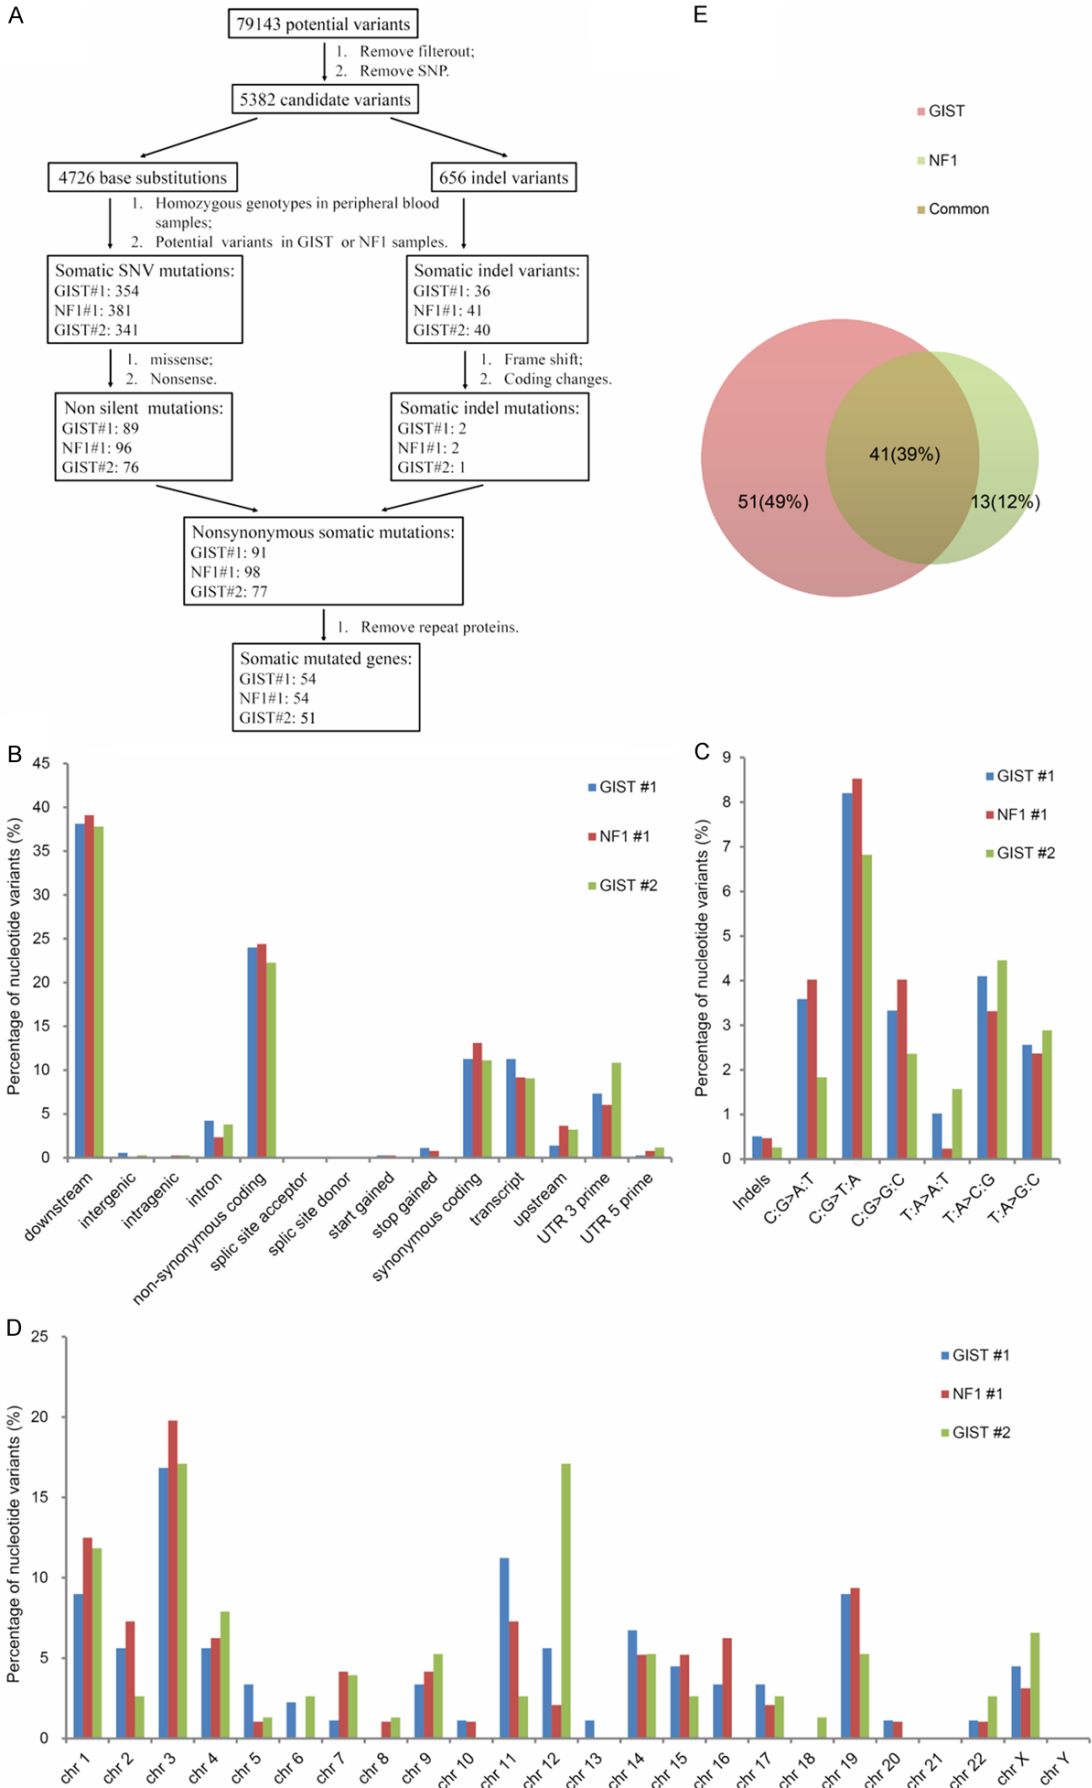 A
79143 potential variants
1. Remove filterout;
2. Remove SNP.
5382 candidate variants
4726 base substitutions
656 indel variants
1. Homozygous genotypes in peripheral blood
samples;
2. Potential variants in GIST or NF1 samples.
Somatic SNV mutations:
GIST#1: 354
NF1#1: 381
GIST#2: 341
Somatic indel variants:
GIST#1: 36
NF1#1: 41
GIST#2: 40
1. missense;
2. Nonsense.
1. Frame shift;
2. Coding changes.
Non silent mutations:
GIST#1: 89
NF1#1: 96
GIST#2: 76
Somatic indel mutations:
GIST#1: 2
NF1#1: 2
GIST#2: 1
Nonsynonymous somatic mutations:
GIST#1: 91
NF1#1: 98
GIST#2: 77
1. Remove repeat proteins.
Somatic mutated genes:
GIST#1: 54
NF1#1: 54
GIST#2: 51
E
GIST
NF1
Common
41(39%)
51(49%)
13(12%)
B
Percentage of nucleotide variants (%)
45
40
35
30
25
20
15
10
5
0
GIST #1
NF1 #1
GIST #2
downstream
intergenic
intragenic
intron
non-synonymous coding
splic site acceptor
splic site donor
start gained
stop gained
synonymous coding
transcript
upstream
UTR 3 prime
UTR 5 prime
C
Percentage of nucleotide variants (%)
9
8
7
6
5
4
3
2
1
0
GIST #1
NF1 #1
GIST #2
Indels
C:G>A:T
C:G>T:A
C:G>G:C
T:A>A:T
T:A>C:G
T:A>G:C
D
Percentage of nucleotide variants (%)
25
20
15
10
5
0
GIST #1
NF1 #1
GIST #2
chr 1
chr 2
chr 3
chr 4
chr 5
chr 6
chr 7
chr 8
chr 9
chr 10
chr 11
chr 12
chr 13
chr 14
chr 15
chr 16
chr 17
chr 18
chr 19
chr 20
chr 21
chr 22
chr X
chr Y